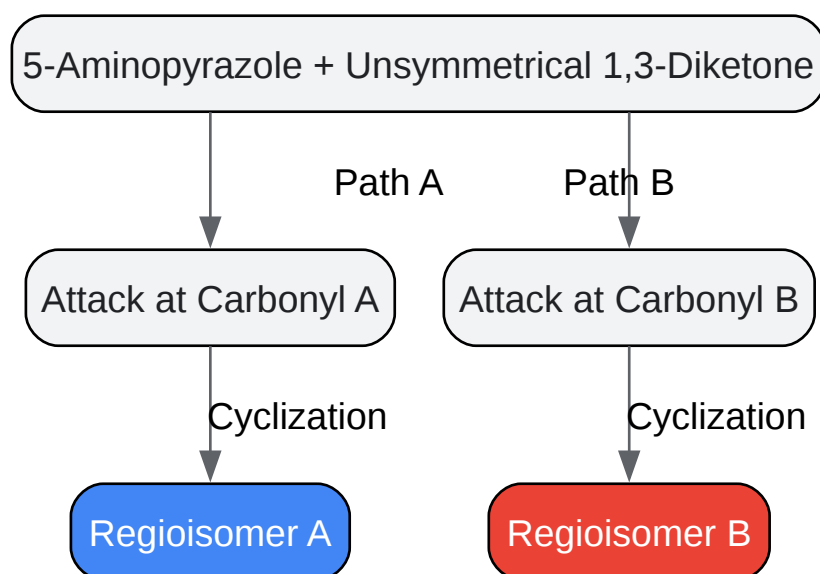 5-Aminopyrazole + Unsymmetrical 1,3-Diketone
Path A
Path B
Attack at Carbonyl A
Attack at Carbonyl B
Cyclization
Cyclization
Regioisomer A
Regioisomer B